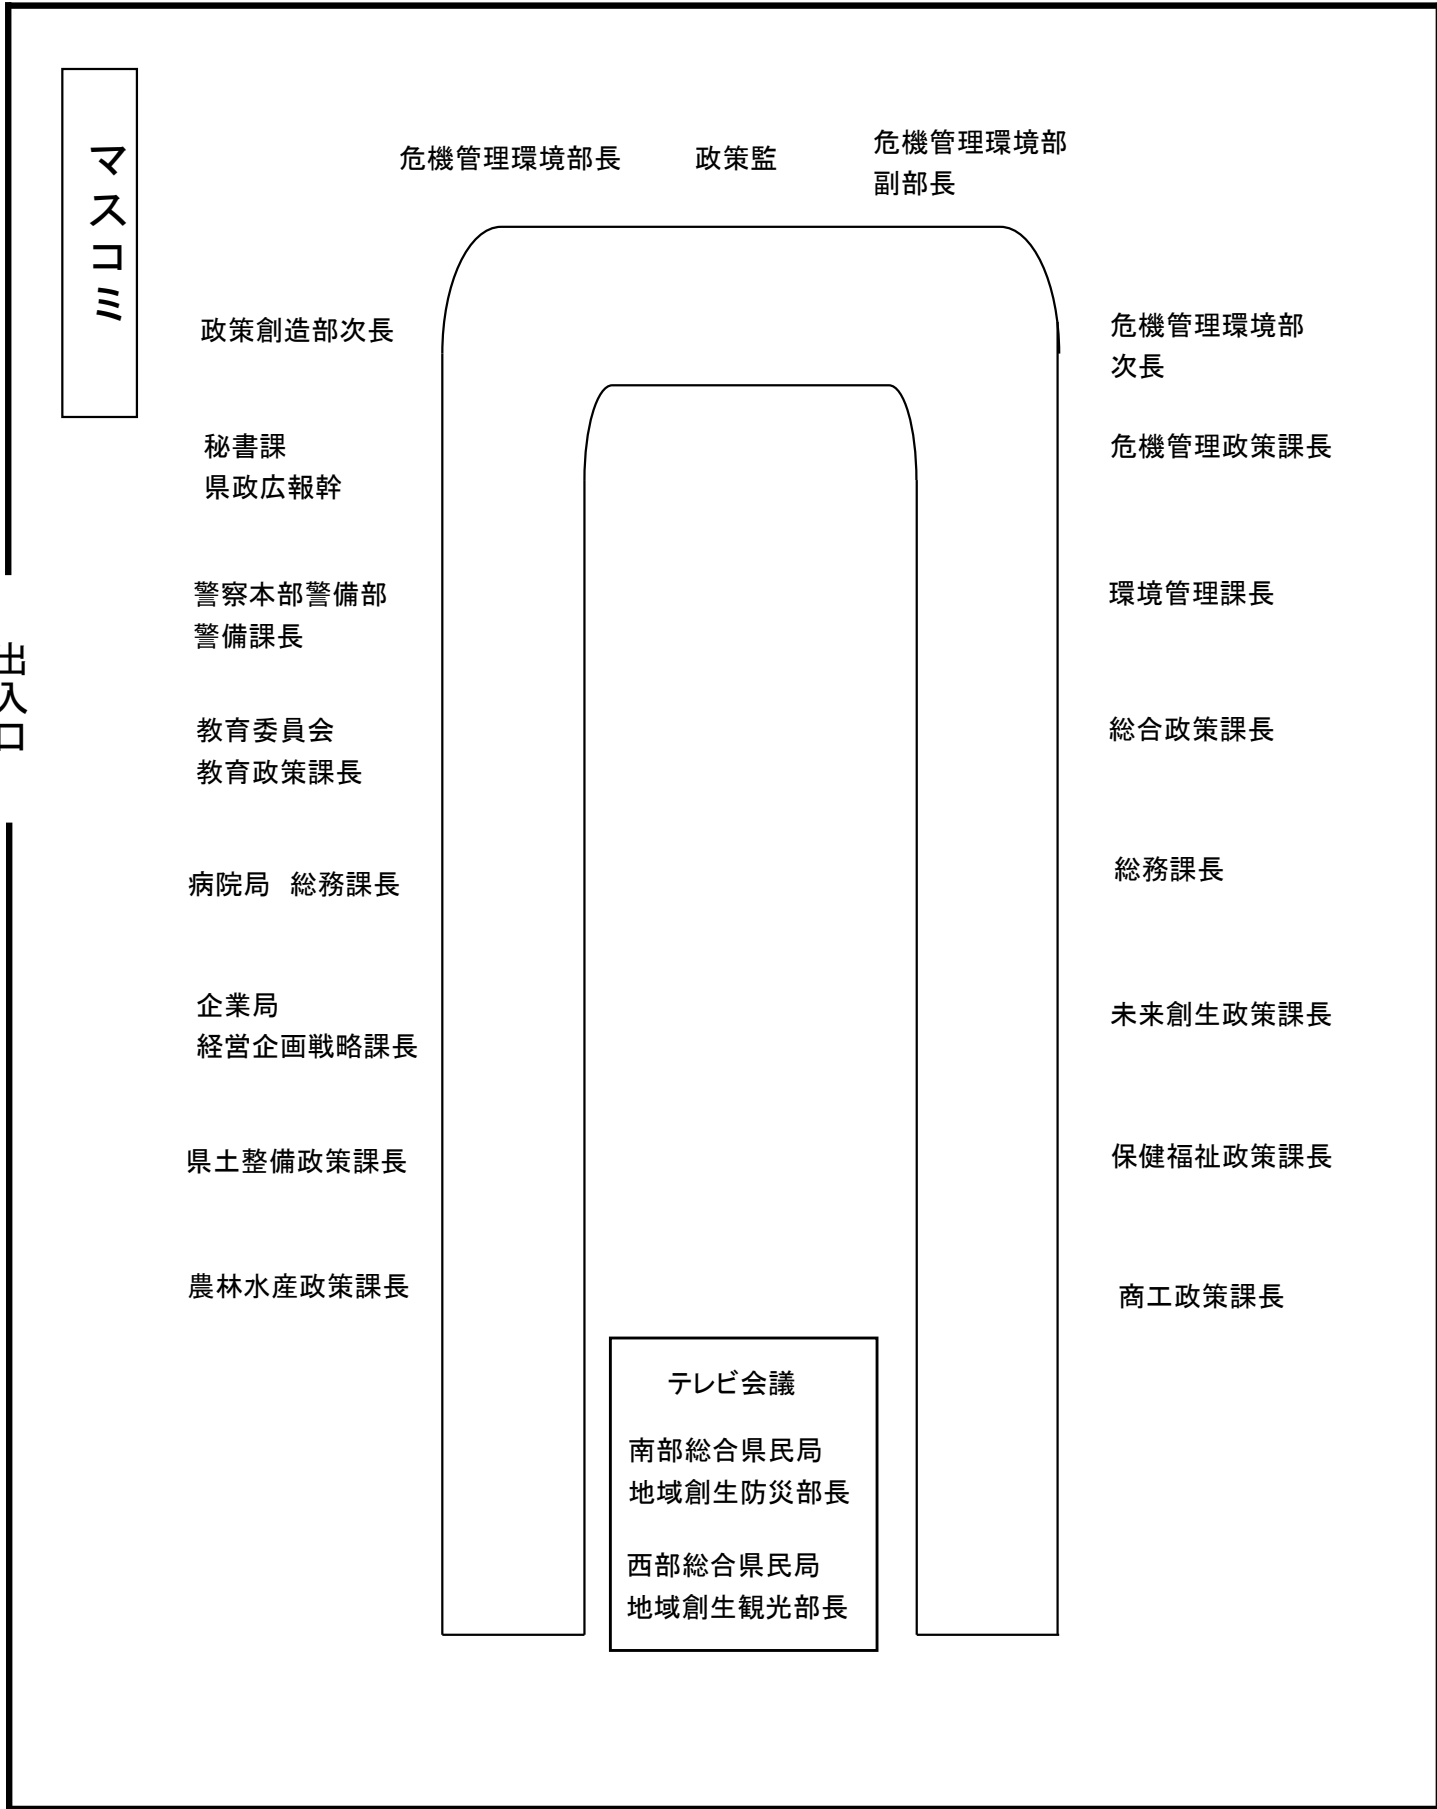 マスコミ
危機管理環境部長
政策監
危機管理環境部
副部長
政策創造部次長
秘書課
県政広報幹
警察本部警備部
警備課長
教育委員会
教育政策課長
病院局　総務課長
企業局
経営企画戦略課長
県土整備政策課長
農林水産政策課長
危機管理環境部
次長
危機管理政策課長
環境管理課長
総合政策課長
総務課長
未来創生政策課長
保健福祉政策課長
商工政策課長
出入口
テレビ会議
南部総合県民局
地域創生防災部長
西部総合県民局
地域創生観光部長